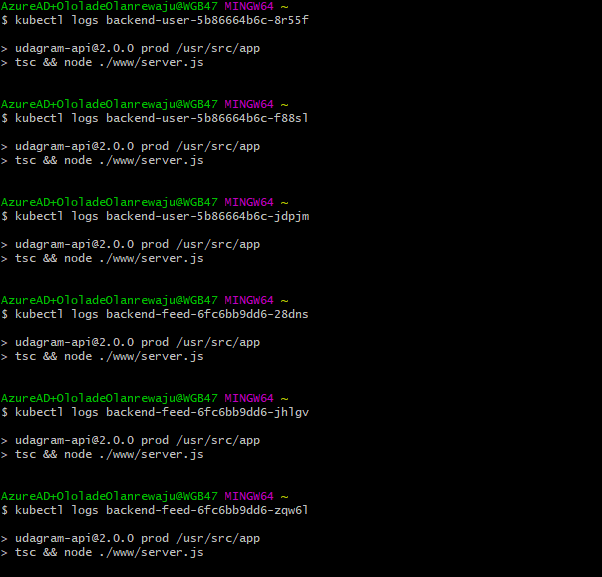 AzureAD+OloladeOlanrewaju@WGB47 MINGW64 ~
$ kubectl logs backend-user-5b86664b6c-8r55f
> udagram-api@2.0.0 prod /usr/src/app
> tsc && node ./www/server.js
AzureAD+OloladeOlanrewaju@WGB47 MINGW64 ~
$ kubectl logs backend-user-5b86664b6c-f88sl
> udagram-api@2.0.0 prod /usr/src/app
> tsc && node ./www/server.js
AzureAD+OloladeOlanrewaju@WGB47 MINGW64 ~
$ kubectl logs backend-user-5b86664b6c-jdpjm
> udagram-api@2.0.0 prod /usr/src/app
> tsc && node ./www/server.js
AzureAD+OloladeOlanrewaju@WGB47 MINGW64 ~
$ kubectl logs backend-feed-6fc6bb9dd6-28dns
> udagram-api@2.0.0 prod /usr/src/app
> tsc && node ./www/server.js
AzureAD+OloladeOlanrewaju@WGB47 MINGW64 ~
$ kubectl logs backend-feed-6fc6bb9dd6-jhlgv
> udagram-api@2.0.0 prod /usr/src/app
> tsc && node ./www/server.js
AzureAD+OloladeOlanrewaju@WGB47 MINGW64 ~
$ kubectl logs backend-feed-6fc6bb9dd6-zqw6l
> udagram-api@2.0.0 prod /usr/src/app
> tsc && node ./www/server.js